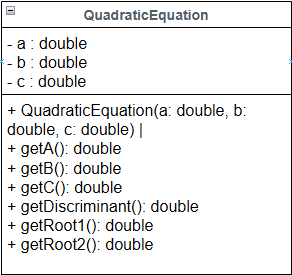 QuadraticEquation
- a : double
- b : double
- c : double
+ QuadraticEquation(a: double, b:
double, c: double) |
+ getA(): double
+ getB(): double
+ getC(): double
+ getDiscriminant(): double
+ getRoot1(): double
+ getRoot2(): double